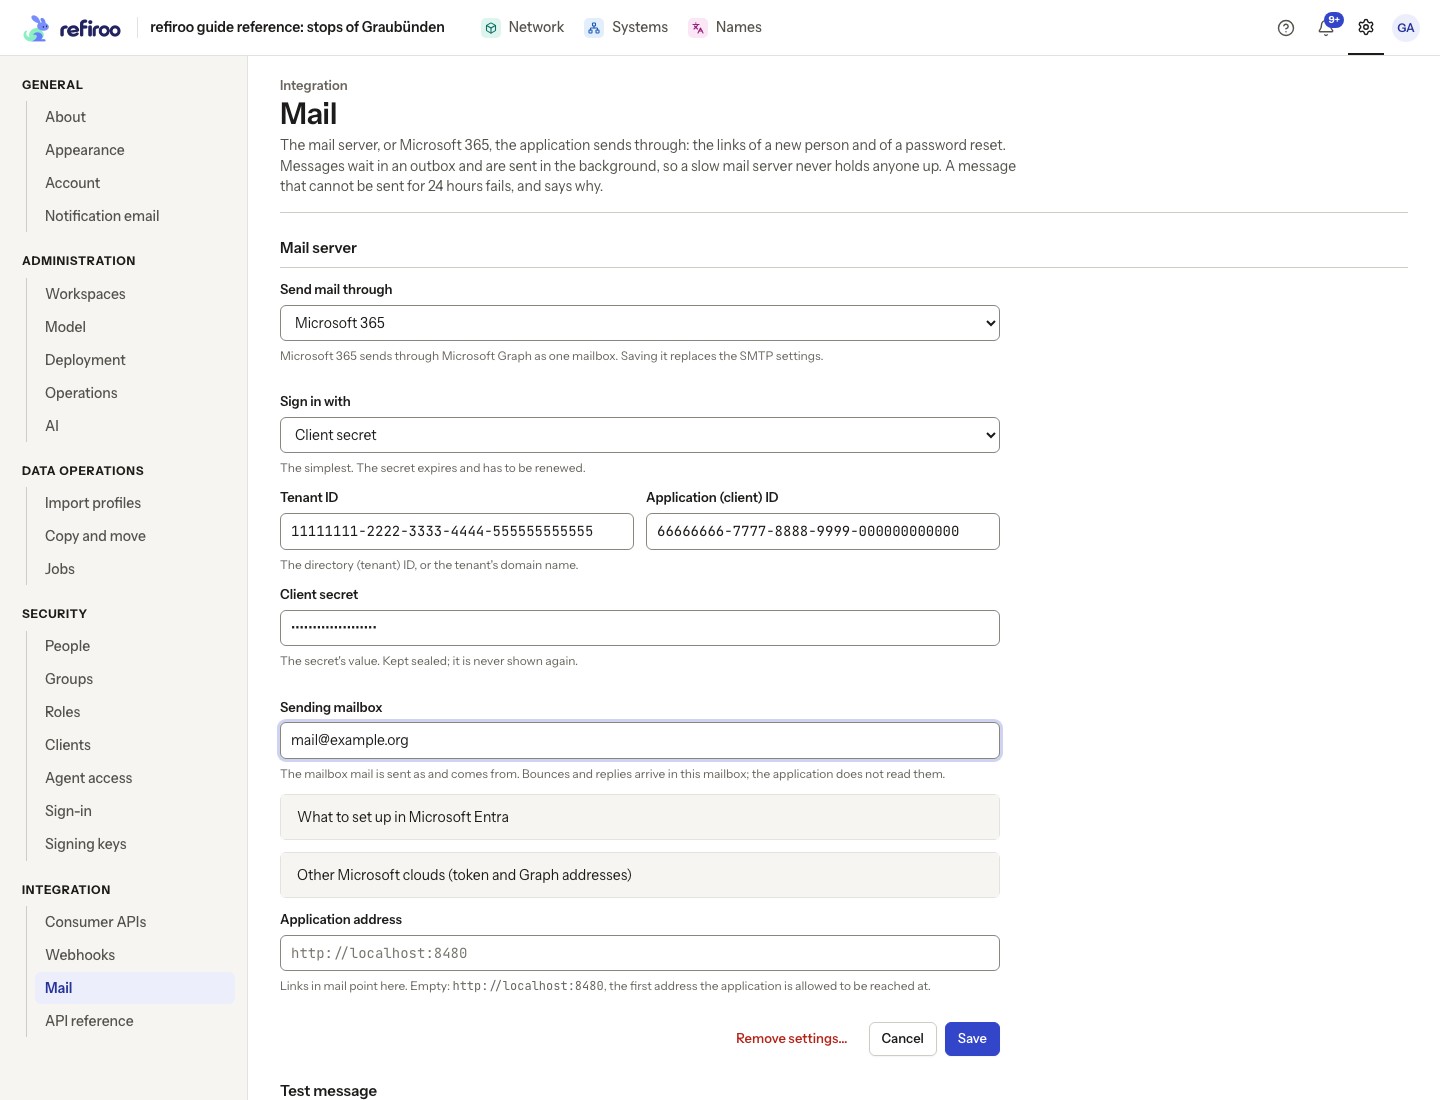 refiroo
refiroo guide reference: stops of Graubünden
Network
Systems
Names
9+
GA
GENERAL
About
Appearance
Account
Notification email
ADMINISTRATION
Workspaces
Model
Deployment
Operations
AI
DATA OPERATIONS
Import profiles
Copy and move
Jobs
SECURITY
People
Groups
Roles
Clients
Agent access
Sign-in
Signing keys
INTEGRATION
Consumer APIs
Webhooks
Mail
API reference
Integration
Mail
The mail server, or Microsoft 365, the application sends through: the links of a new person and of a password reset.
Messages wait in an outbox and are sent in the background, so a slow mail server never holds anyone up. A message
that cannot be sent for 24 hours fails, and says why.
Mail server
Send mail through
Microsoft 365
Microsoft 365 sends through Microsoft Graph as one mailbox. Saving it replaces the SMTP settings.
Sign in with
Client secret
The simplest. The secret expires and has to be renewed.
Tenant ID
Application (client) ID
11111111-2222-3333-4444-555555555555
66666666-7777-8888-9999-000000000000
The directory (tenant) ID, or the tenant's domain name.
Client secret
The secret's value. Kept sealed; it is never shown again.
Sending mailbox
mail@example.org
The mailbox mail is sent as and comes from. Bounces and replies arrive in this mailbox; the application does not read them.
What to set up in Microsoft Entra
Other Microsoft clouds (token and Graph addresses)
Application address
http://localhost:8480
Links in mail point here. Empty: http://localhost:8480, the first address the application is allowed to be reached at.
Remove settings...
Cancel
Save
Test message